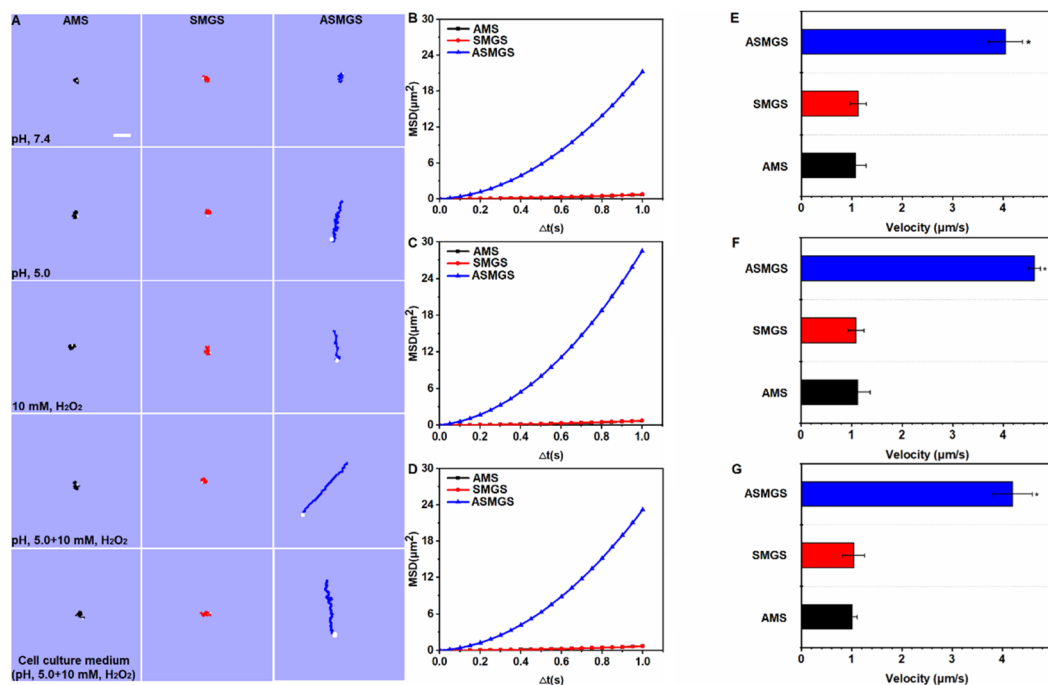 A
AMS
SMGS
ASMGS
pH, 7.4
pH, 5.0
10 mM, H₂O₂
pH, 5.0+10 mM, H₂O₂
Cell culture medium
(pH, 5.0+10 mM, H₂O₂)
B
AMS
SMGS
ASMGS
MSD(μm²)
30
24
18
12
6
0
0.0 0.2 0.4 0.6 0.8 1.0
Δt(s)
C
AMS
SMGS
ASMGS
MSD(μm²)
30
24
18
12
6
0
0.0 0.2 0.4 0.6 0.8 1.0
Δt(s)
D
AMS
SMGS
ASMGS
MSD(μm²)
30
24
18
12
6
0
0.0 0.2 0.4 0.6 0.8 1.0
Δt(s)
E
ASMGS
*
SMGS
AMS
0 1 2 3 4
Velocity (μm/s)
F
ASMGS
*
SMGS
AMS
0 1 2 3 4
Velocity (μm/s)
G
ASMGS
*
SMGS
AMS
0 1 2 3 4
Velocity (μm/s)